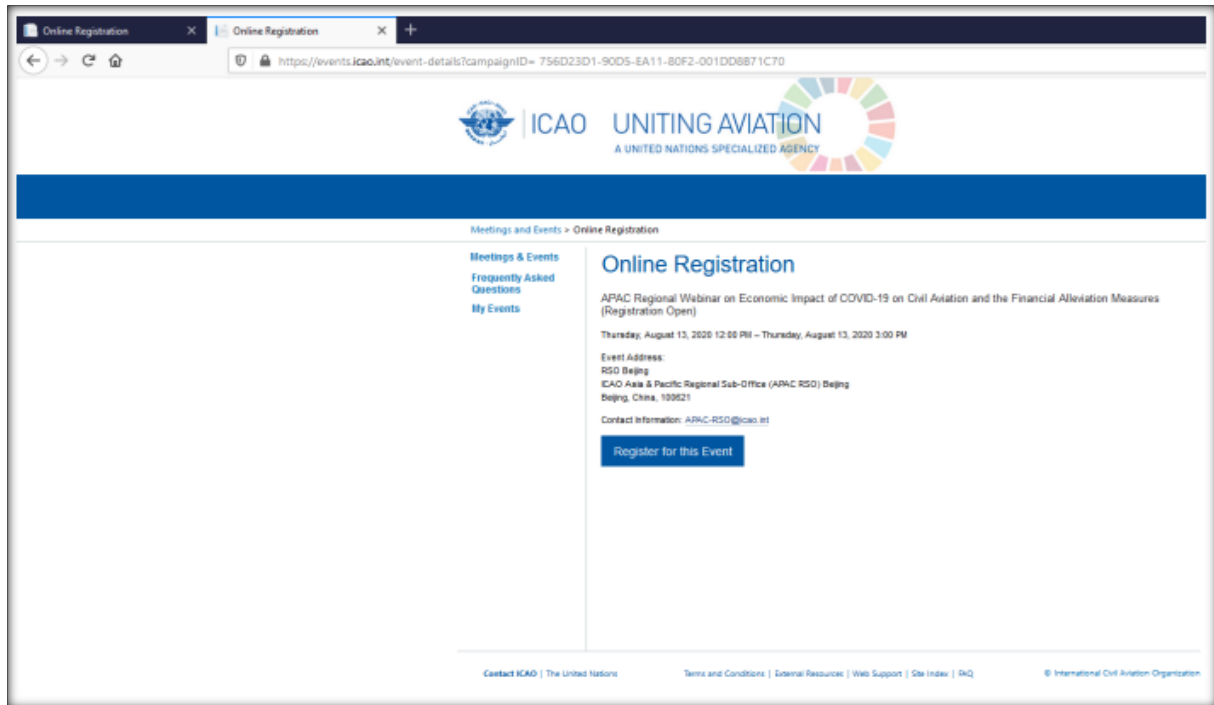 Online Registration
Online Registration
https://events.icao.int/event-details?campaignID= 756D23D1-90D5-EA11-80F2-001DD8B71C70
ICAO
UNITING AVIATION
A UNITED NATIONS SPECIALIZED AGENCY
Meetings and Events > Online Registration
Meetings & Events
Frequently Asked
Questions
My Events
Online Registration
APAC Regional Webinar on Economic Impact of COVID-19 on Civil Aviation and the Financial Alleviation Measures
(Registration Open)
Thursday, August 13, 2020 12:00 PM – Thursday, August 13, 2020 3:00 PM
Event Address:
RSO Beijing
ICAO Asia & Pacific Regional Sub-Office (APAC RSO) Beijing
Beijing, China, 100621
Contact Information: APAC-RSO@icao.int
Register for this Event
Contact ICAO | The United Nations
Terms and Conditions | External Resources | Web Support | Site Index | FAQ
© International Civil Aviation Organization